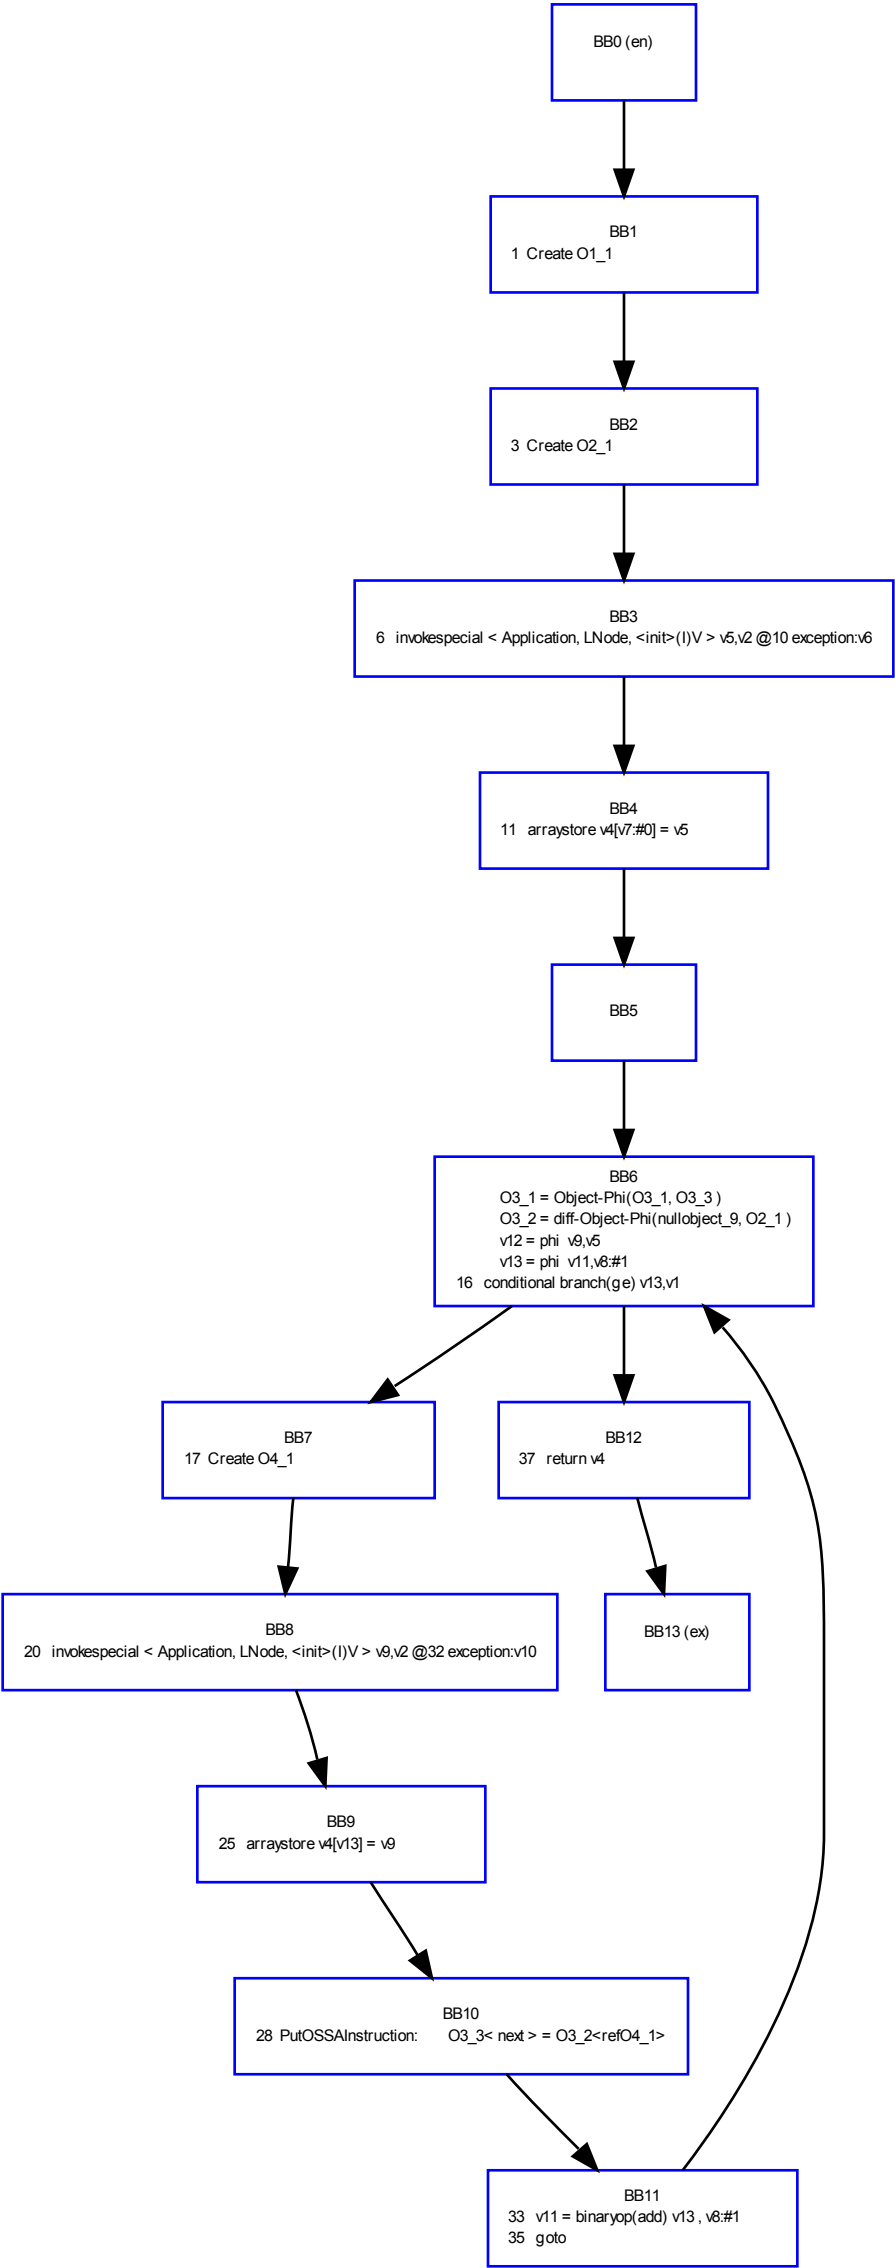 BB0 (en)
BB1
1 Create O1_1
BB2
3 Create O2_1
BB3
6 invokespecial < Application, LNode, <init>(I)V > v5,v2 @10 exception:v6
BB4
11 arraystore v4[v7:#0] = v5
BB5
BB6
O3_1 = Object-Phi(O3_1, O3_3 )
O3_2 = diff-Object-Phi(nullobject_9, O2_1 )
v12 = phi v9,v5
v13 = phi v11,v8:#1
16 conditional branch(ge) v13,v1
BB7
17 Create O4_1
BB12
37 return v4
BB8
20 invokespecial < Application, LNode, <init>(I)V > v9,v2 @32 exception:v10
BB13 (ex)
BB9
25 arraystore v4[v13] = v9
BB10
28 PutOSSAInstruction: O3_3< next > = O3_2<refO4_1>
BB11
33 v11 = binaryop(add) v13 , v8:#1
35 goto